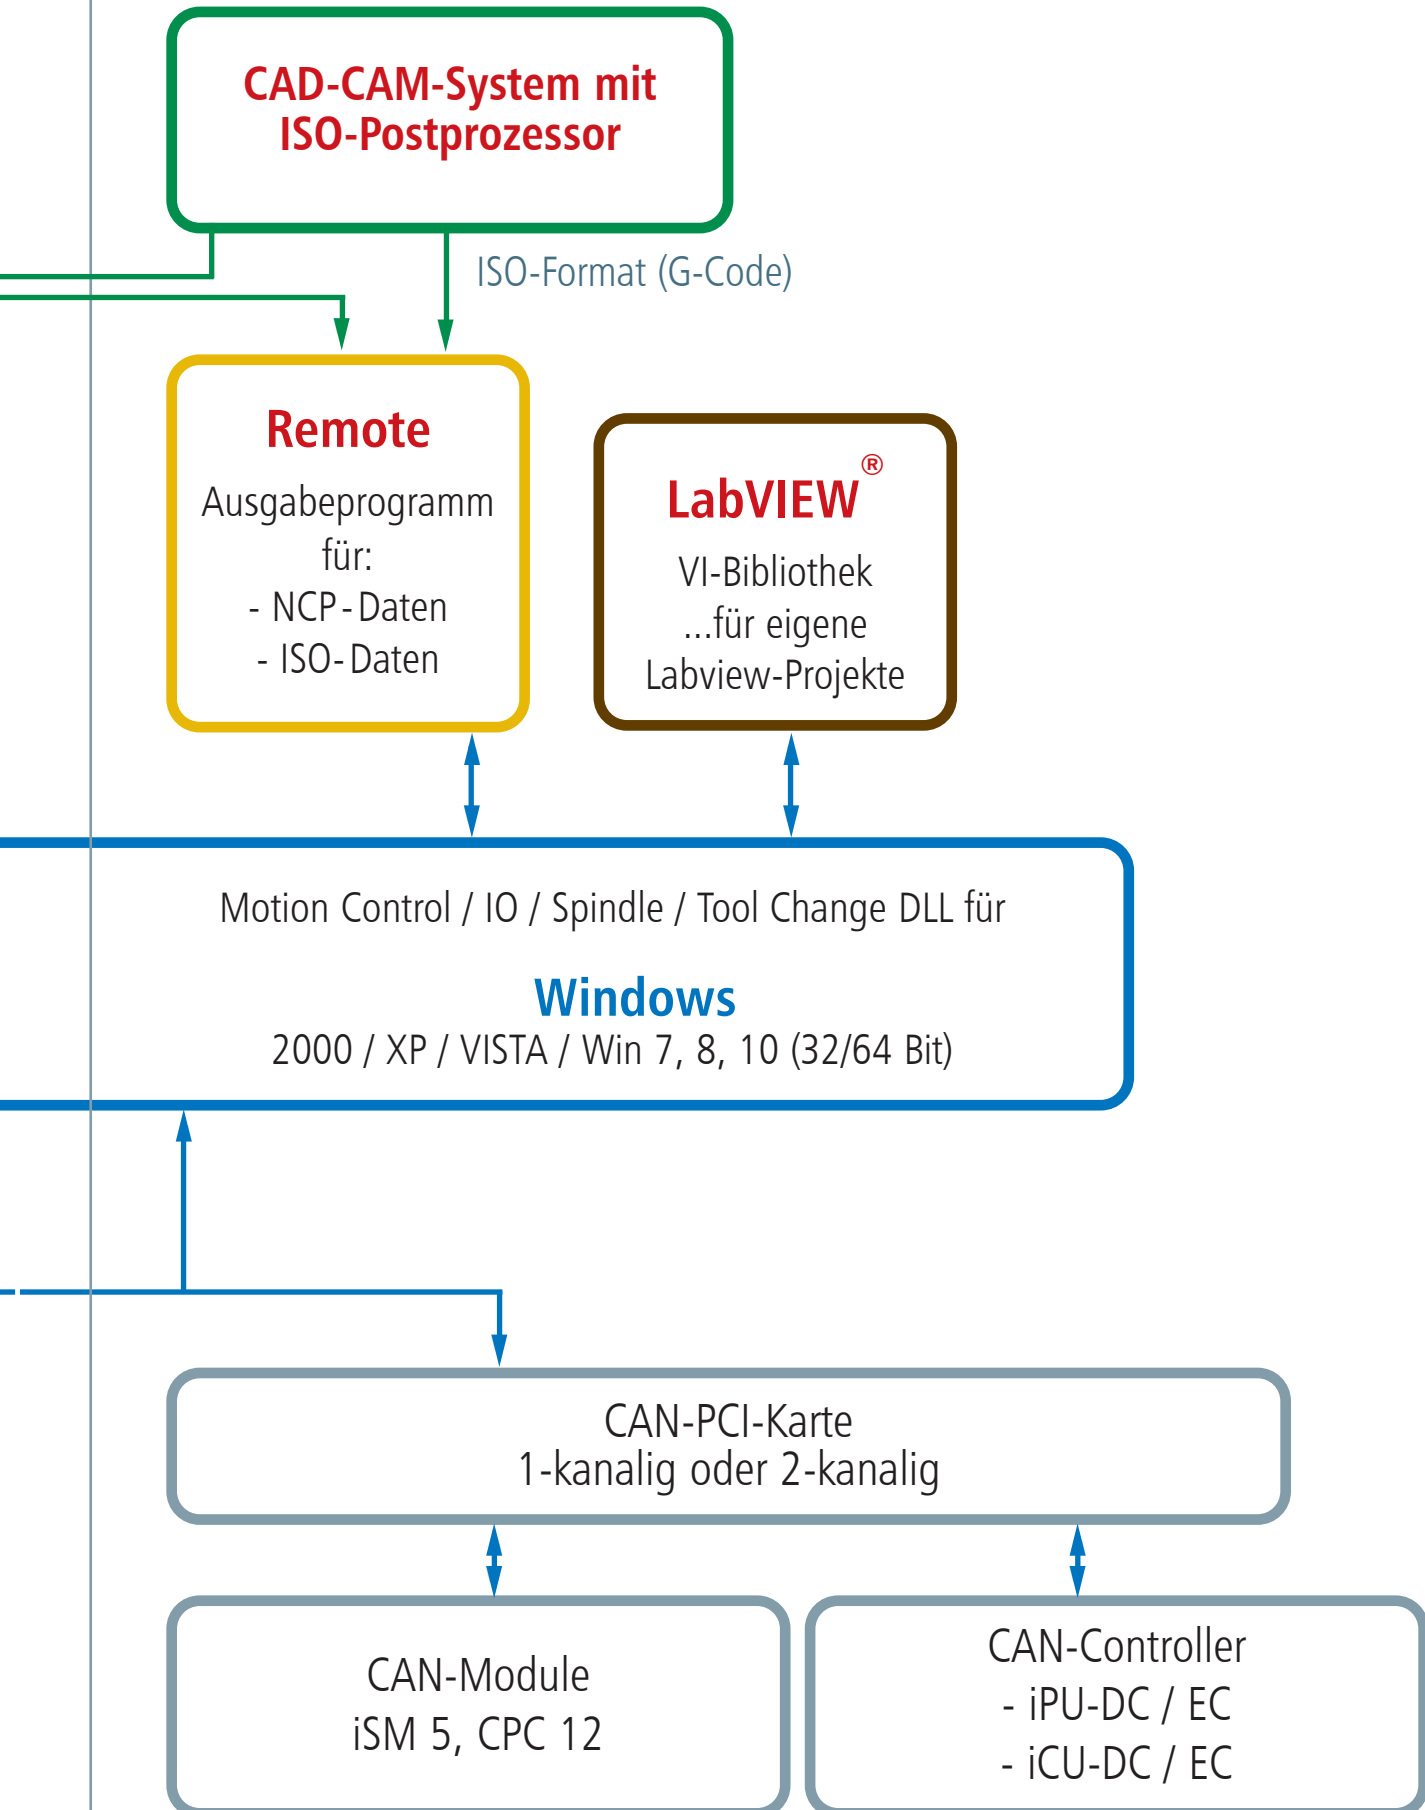 CAD-CAM-System mit
ISO-Postprozessor
ISO-Format (G-Code)
Remote
Ausgabeprogramm
für:
- NCP-Daten
- ISO-Daten
LabVIEW®
VI-Bibliothek
...für eigene
Labview-Projekte
Motion Control / IO / Spindle / Tool Change DLL für
Windows
2000 / XP / VISTA / Win 7, 8, 10 (32/64 Bit)
CAN-PCI-Karte
1-kanalig oder 2-kanalig
CAN-Module
iSM 5, CPC 12
CAN-Controller
- iPU-DC / EC
- iCU-DC / EC